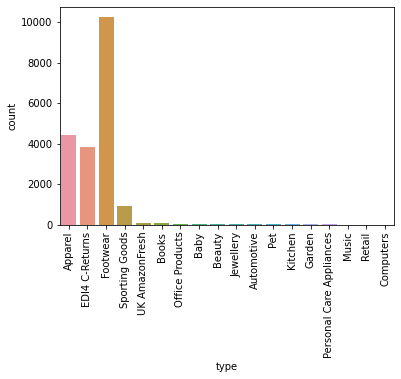 10000
8000
6000
4000
2000
0
count
Apparel
EDI4 C-Returns
Footwear
Sporting Goods
UK AmazonFresh
Books
Office Products
Baby
Beauty
Jewellery
Automotive
Pet
Kitchen
Garden
Personal Care Appliances
Music
Retail
Computers
type